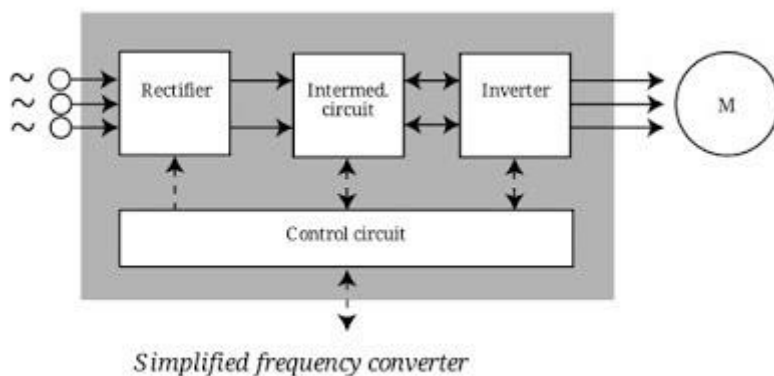 ~
~
~
Rectifier
Intermed.
circuit
Inverter
M
Control circuit
Simplified frequency converter